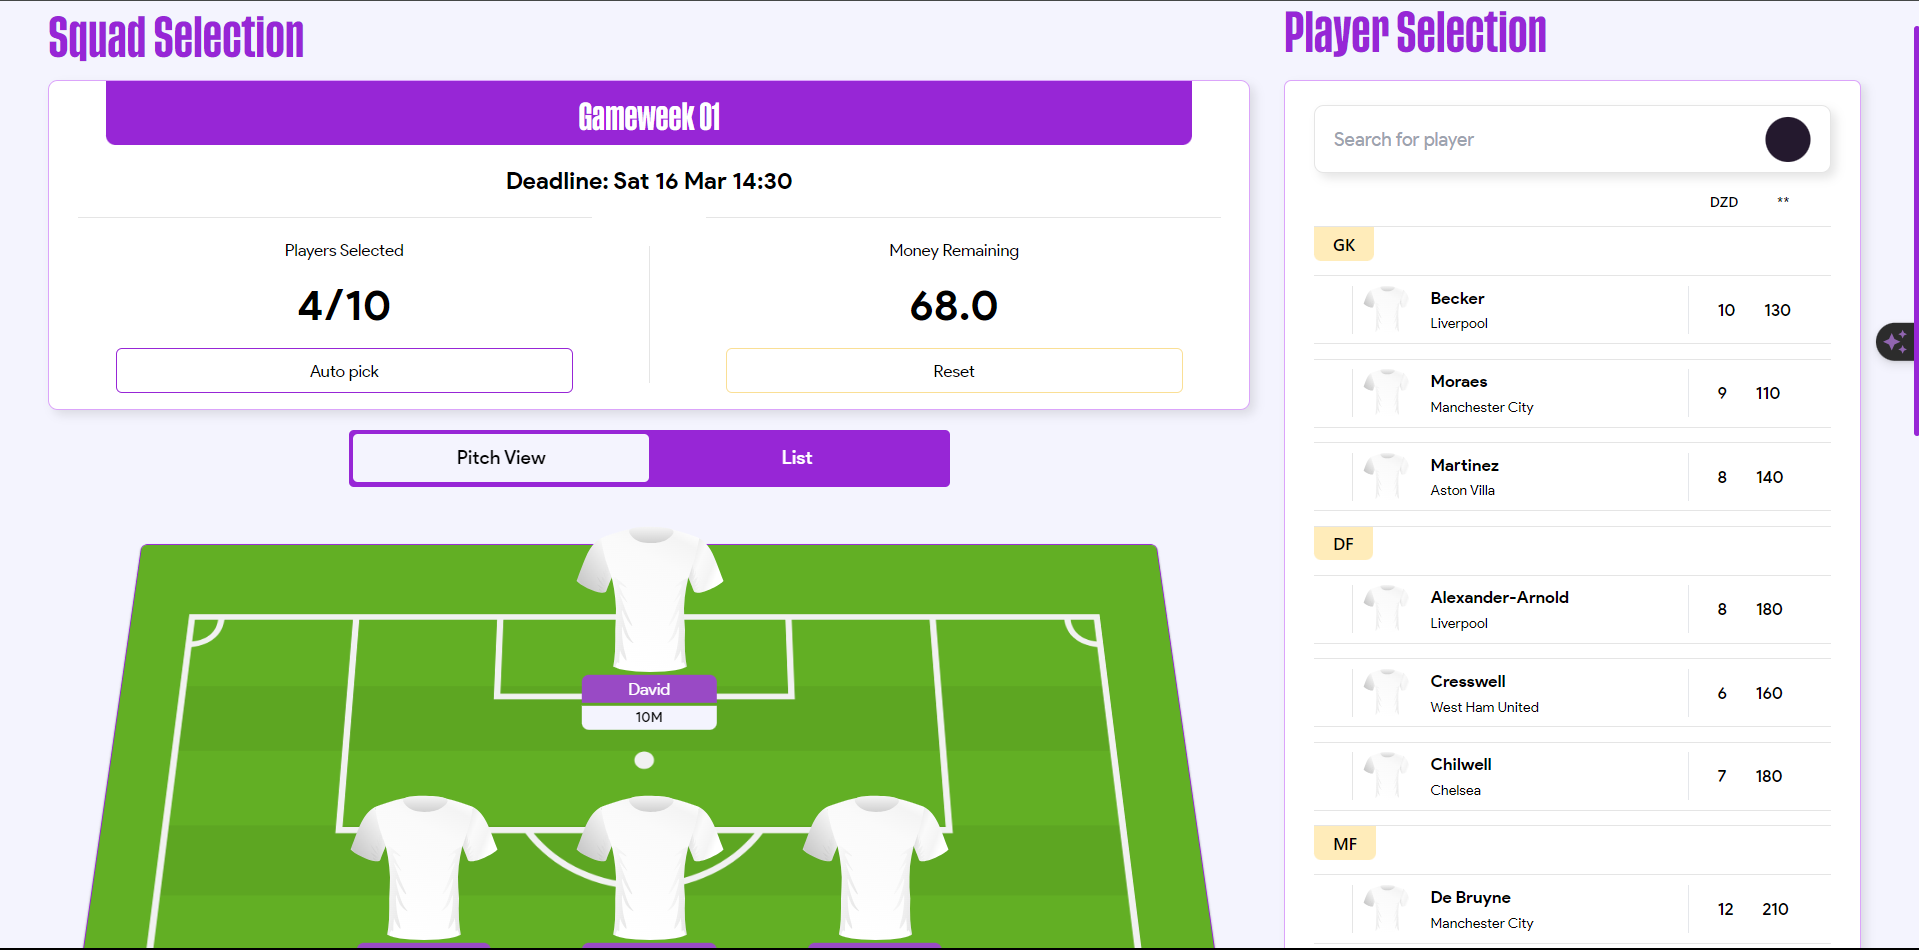 Squad Selection
Gameweek 01
Deadline: Sat 16 Mar 14:30
Players Selected
4/10
Auto pick
Money Remaining
68.0
Reset
Pitch View
List
David
10M
Player Selection
Search for player
DZD **
GK
Becker
Liverpool
10 130
Moraes
Manchester City
9 110
Martinez
Aston Villa
8 140
DF
Alexander-Arnold
Liverpool
8 180
Cresswell
West Ham United
6 160
Chilwell
Chelsea
7 180
MF
De Bruyne
Manchester City
12 210